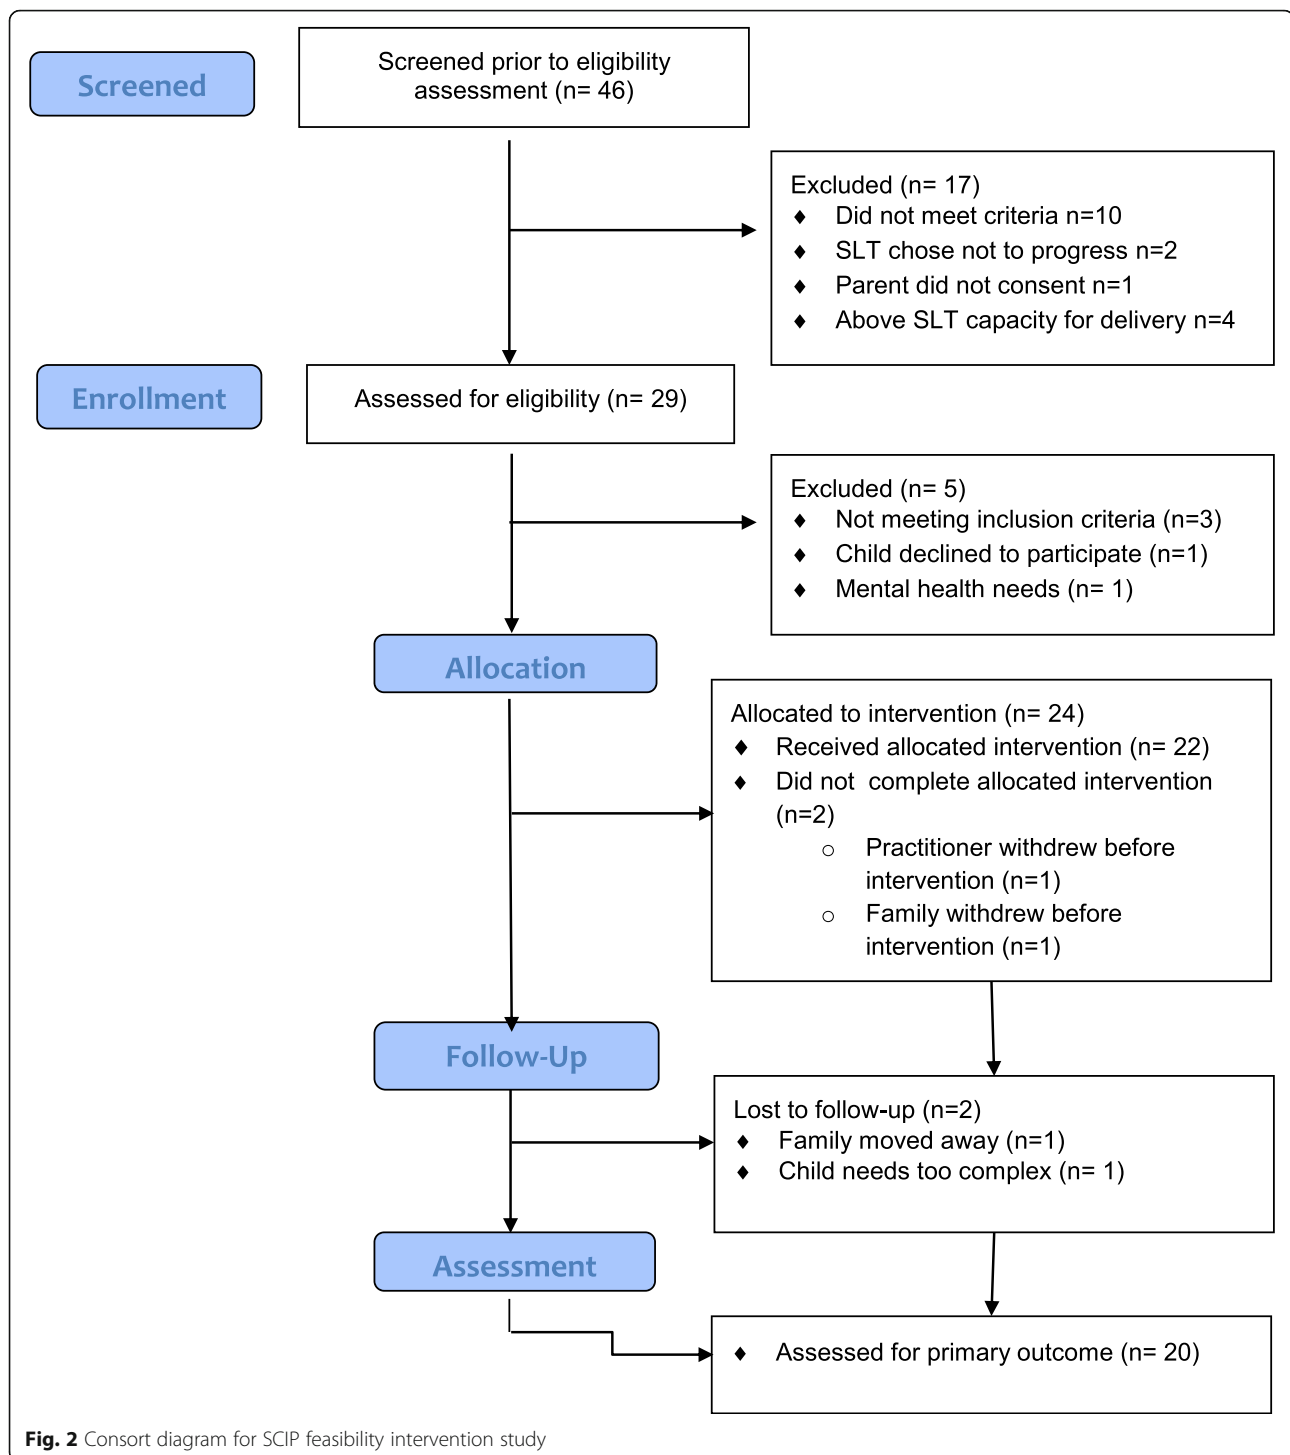 Screened
Screened prior to eligibility
assessment (n= 46)
Excluded (n= 17)
♦ Did not meet criteria n=10
♦ SLT chose not to progress n=2
♦ Parent did not consent n=1
♦ Above SLT capacity for delivery n=4
Enrollment
Assessed for eligibility (n= 29)
Excluded (n= 5)
♦ Not meeting inclusion criteria (n=3)
♦ Child declined to participate (n=1)
♦ Mental health needs (n= 1)
Allocation
Allocated to intervention (n= 24)
♦ Received allocated intervention (n= 22)
♦ Did not  complete allocated intervention
(n=2)
o Practitioner withdrew before
intervention (n=1)
o Family withdrew before
intervention (n=1)
Follow-Up
Lost to follow-up (n=2)
♦ Family moved away (n=1)
♦ Child needs too complex (n= 1)
Assessment
♦ Assessed for primary outcome (n= 20)
Fig. 2 Consort diagram for SCIP feasibility intervention study